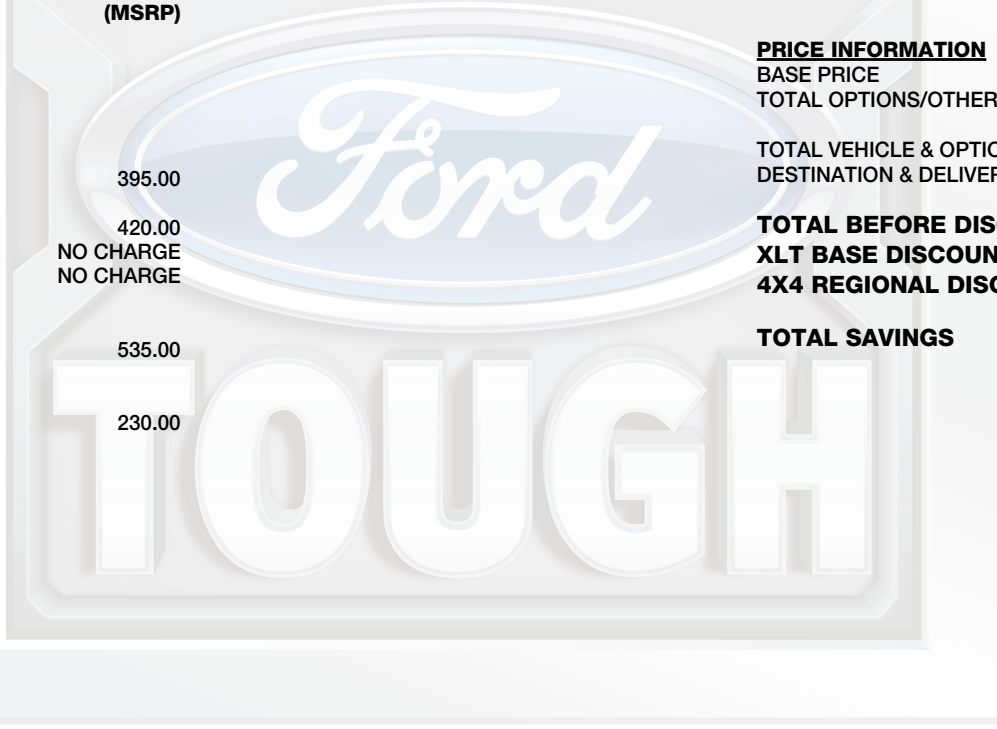 (MSRP)
395.00
420.00
NO CHARGE
NO CHARGE
535.00
230.00
PRICE INFORMATION
BASE PRICE
TOTAL OPTIONS/OTHER
TOTAL VEHICLE & OPTIO
DESTINATION & DELIVER
TOTAL BEFORE DISC
XLT BASE DISCOUN
4X4 REGIONAL DISC
TOTAL SAVINGS
Ford
TOUGH